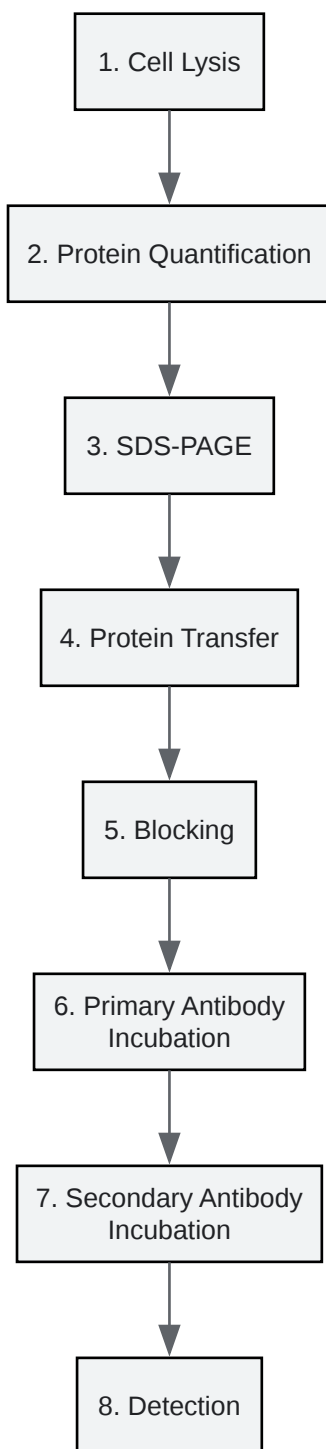 1. Cell Lysis
2. Protein Quantification
3. SDS-PAGE
4. Protein Transfer
5. Blocking
6. Primary Antibody
Incubation
7. Secondary Antibody
Incubation
8. Detection